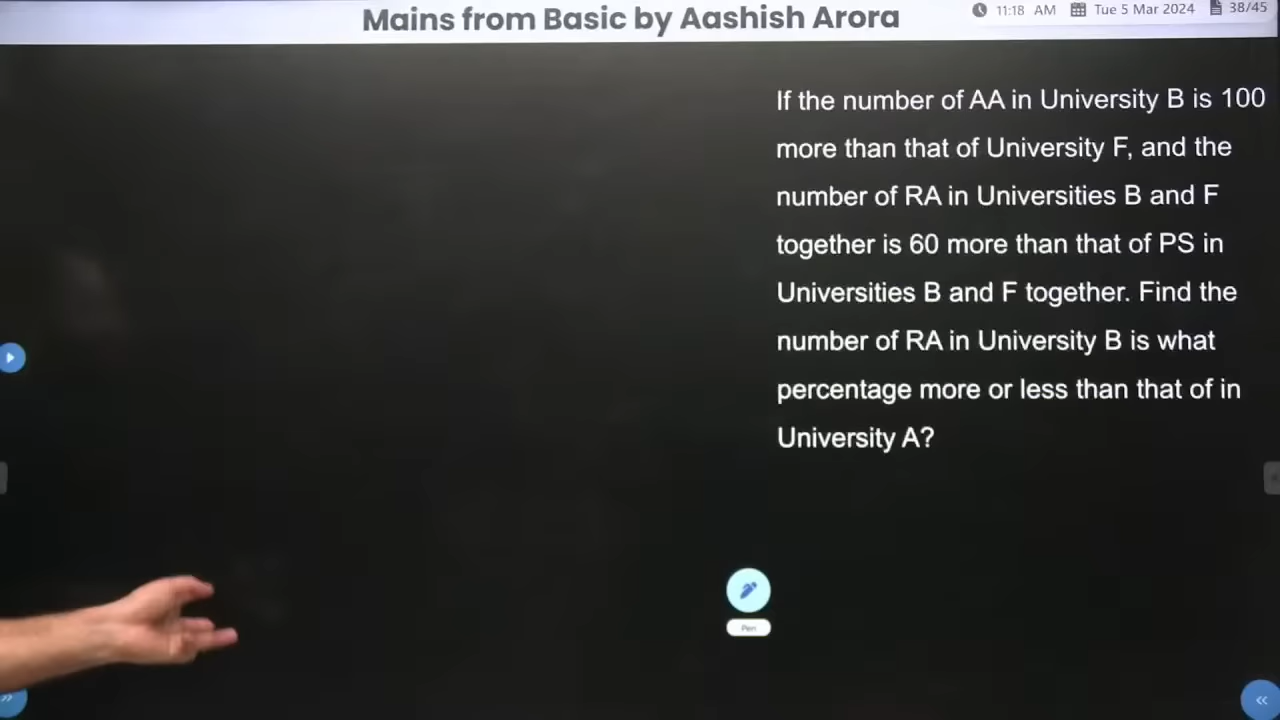 Mains from Basic by Aashish Arora
11:18 AM Tue 5 Mar 2024 38/45
If the number of AA in University B is 100
more than that of University F, and the
number of RA in Universities B and F
together is 60 more than that of PS in
Universities B and F together. Find the
number of RA in University B is what
percentage more or less than that of in
University A?
Pen